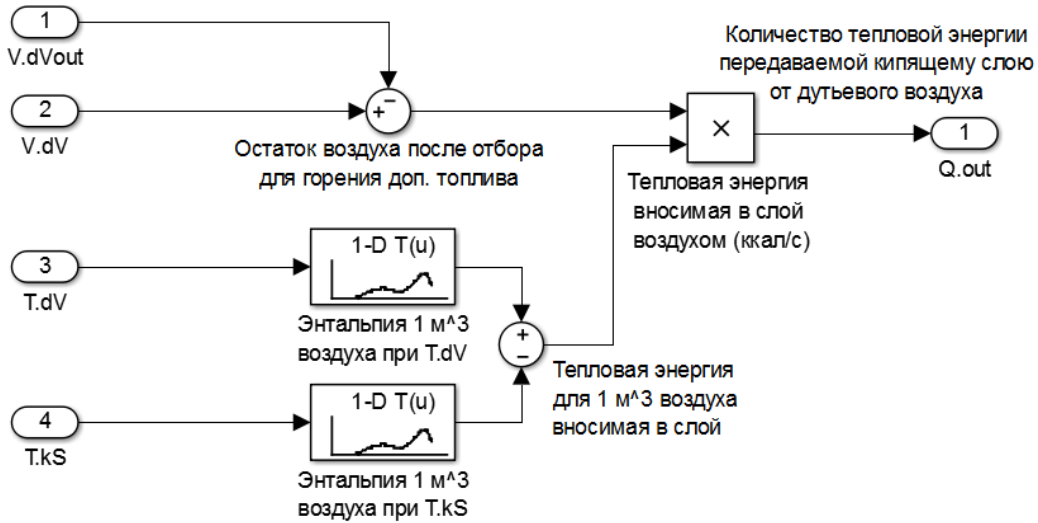 1
V.dVout
2
V.dV
Остаток воздуха после отбора
для горения доп. топлива
Количество тепловой энергии
передаваемой кипящему слою
от дутьевого воздуха
×
1
Q.out
Тепловая энергия
вносимая в слой
воздухом (ккал/с)
3
T.dV
1-D T(u)
Энтальпия 1 м^3
воздуха при T.dV
+
−
Тепловая энергия
для 1 м^3 воздуха
вносимая в слой
4
T.kS
1-D T(u)
Энтальпия 1 м^3
воздуха при T.kS